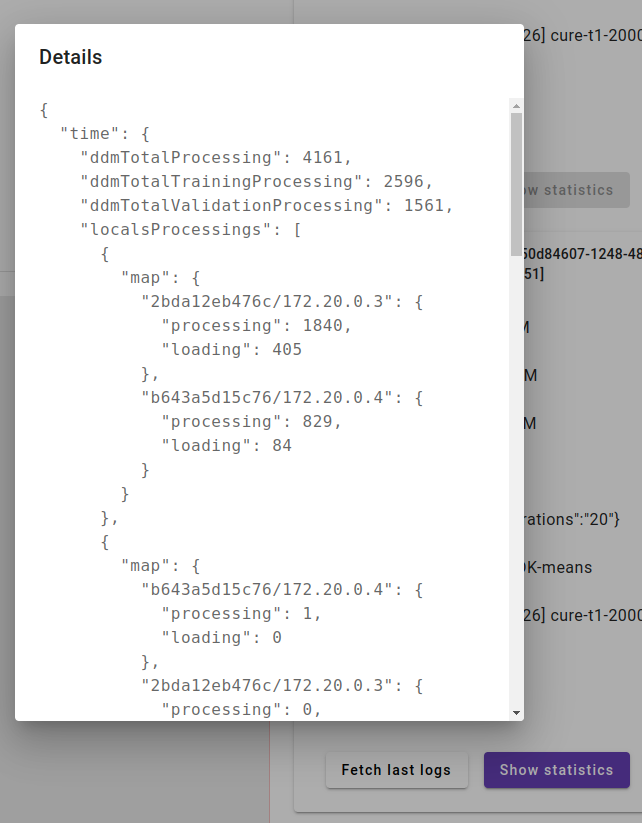 Details
{
"time": {
"ddmTotalProcessing": 4161,
"ddmTotalTrainingProcessing": 2596,
"ddmTotalValidationProcessing": 1561,
"localsProcessings": [
{
"map": {
"2bda12eb476c/172.20.0.3": {
"processing": 1840,
"loading": 405
},
"b643a5d15c76/172.20.0.4": {
"processing": 829,
"loading": 84
}
}
},
{
"map": {
"b643a5d15c76/172.20.0.4": {
"processing": 1,
"loading": 0
},
"2bda12eb476c/172.20.0.3": {
"processing": 0,
26] cure-t1-2000
ow statistics
50d84607-1248-48
51]
M
M
M
rations":"20"}
K-means
26] cure-t1-2000
Fetch last logs
Show statistics